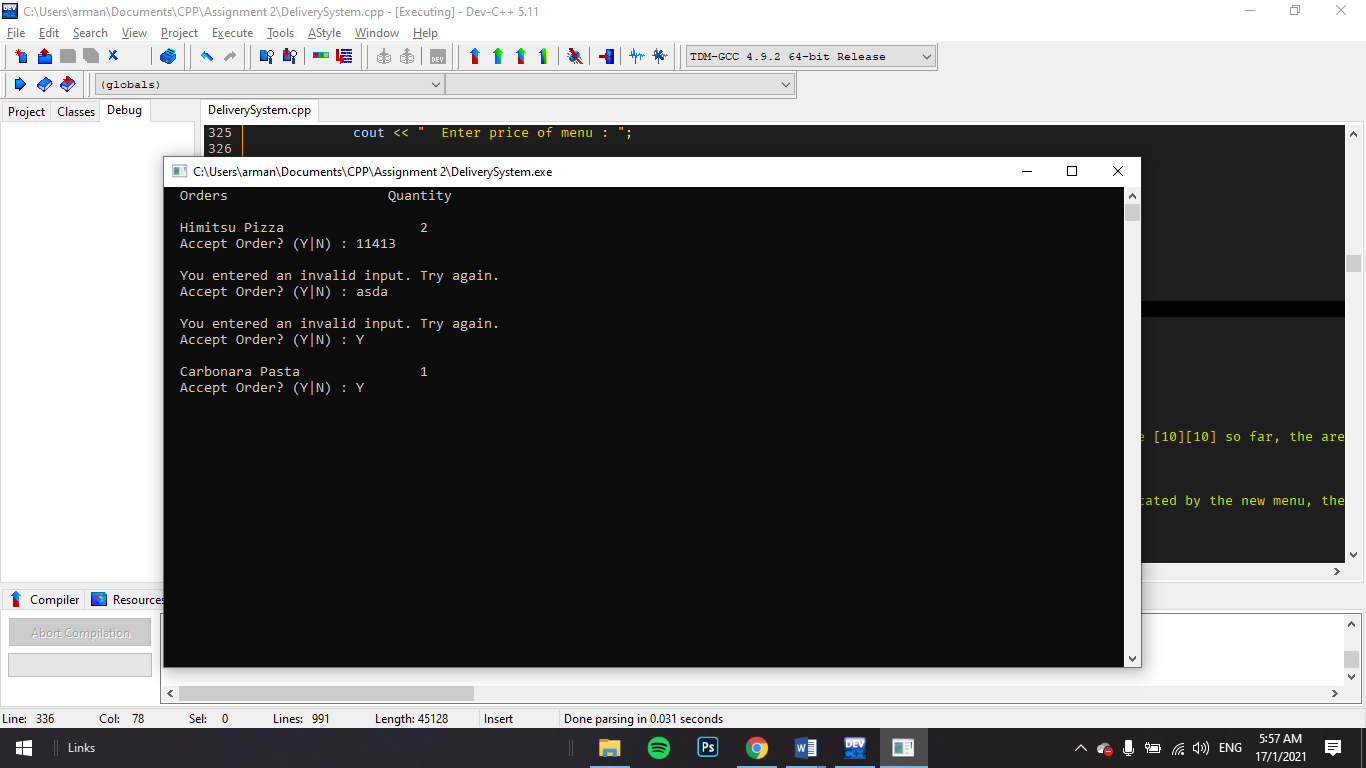 C:\Users\arman\Documents\CPP\Assignment 2\DeliverySystem.cpp - [Executing] - Dev-C++ 5.11
File Edit Search View Project Execute Tools AStyle Window Help
TDM-GCC 4.9.2 64-bit Release
(globals)
Project Classes Debug
DeliverySystem.cpp
325 cout << "  Enter price of menu : ";
326
C:\Users\arman\Documents\CPP\Assignment 2\DeliverySystem.exe
Orders Quantity
Himitsu Pizza 2
Accept Order? (Y|N) : 11413
You entered an invalid input. Try again.
Accept Order? (Y|N) : asda
You entered an invalid input. Try again.
Accept Order? (Y|N) : Y
Carbonara Pasta 1
Accept Order? (Y|N) : Y
[10][10] so far, the are
by the new menu, the
Compiler Resources
Abort Compilation
Line: 336 Col: 78 Sel: 0 Lines: 991 Length: 45128 Insert Done parsing in 0.031 seconds
Links
Ps
DEV
ENG
5:57 AM
17/1/2021